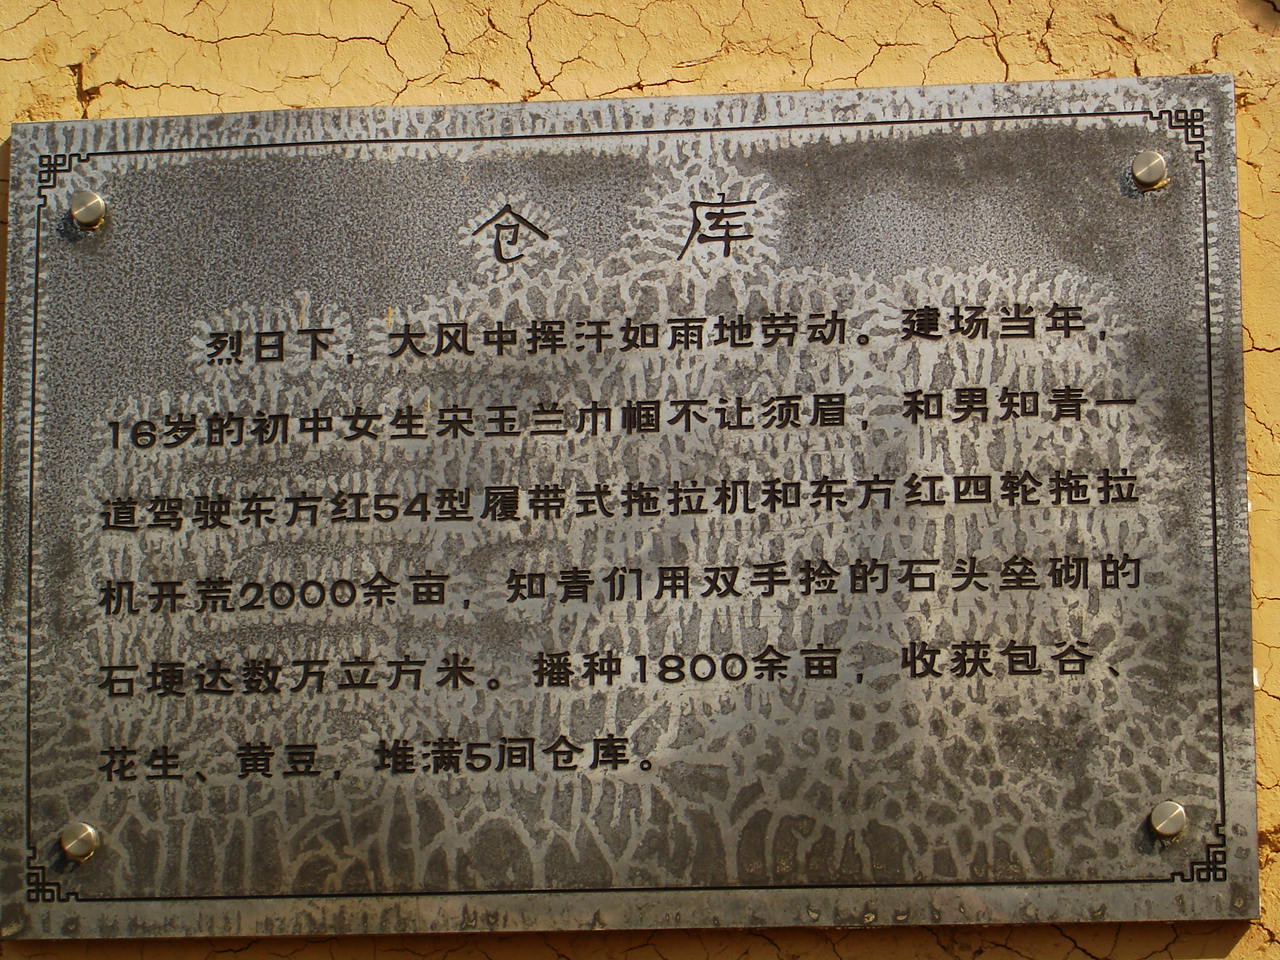 仓库
烈日下，大风中挥汗如雨地劳动。建场当年，
16岁的初中女生宋玉兰巾帼不让须眉，和男知青一
道驾驶东方红54型履带式拖拉机和东方红四轮拖拉
机开荒2000余亩，知青们用双手捡的石头垒砌的
石埂达数万立方米。播种1800余亩，收获包谷、
花生、黄豆，堆满5间仓库。